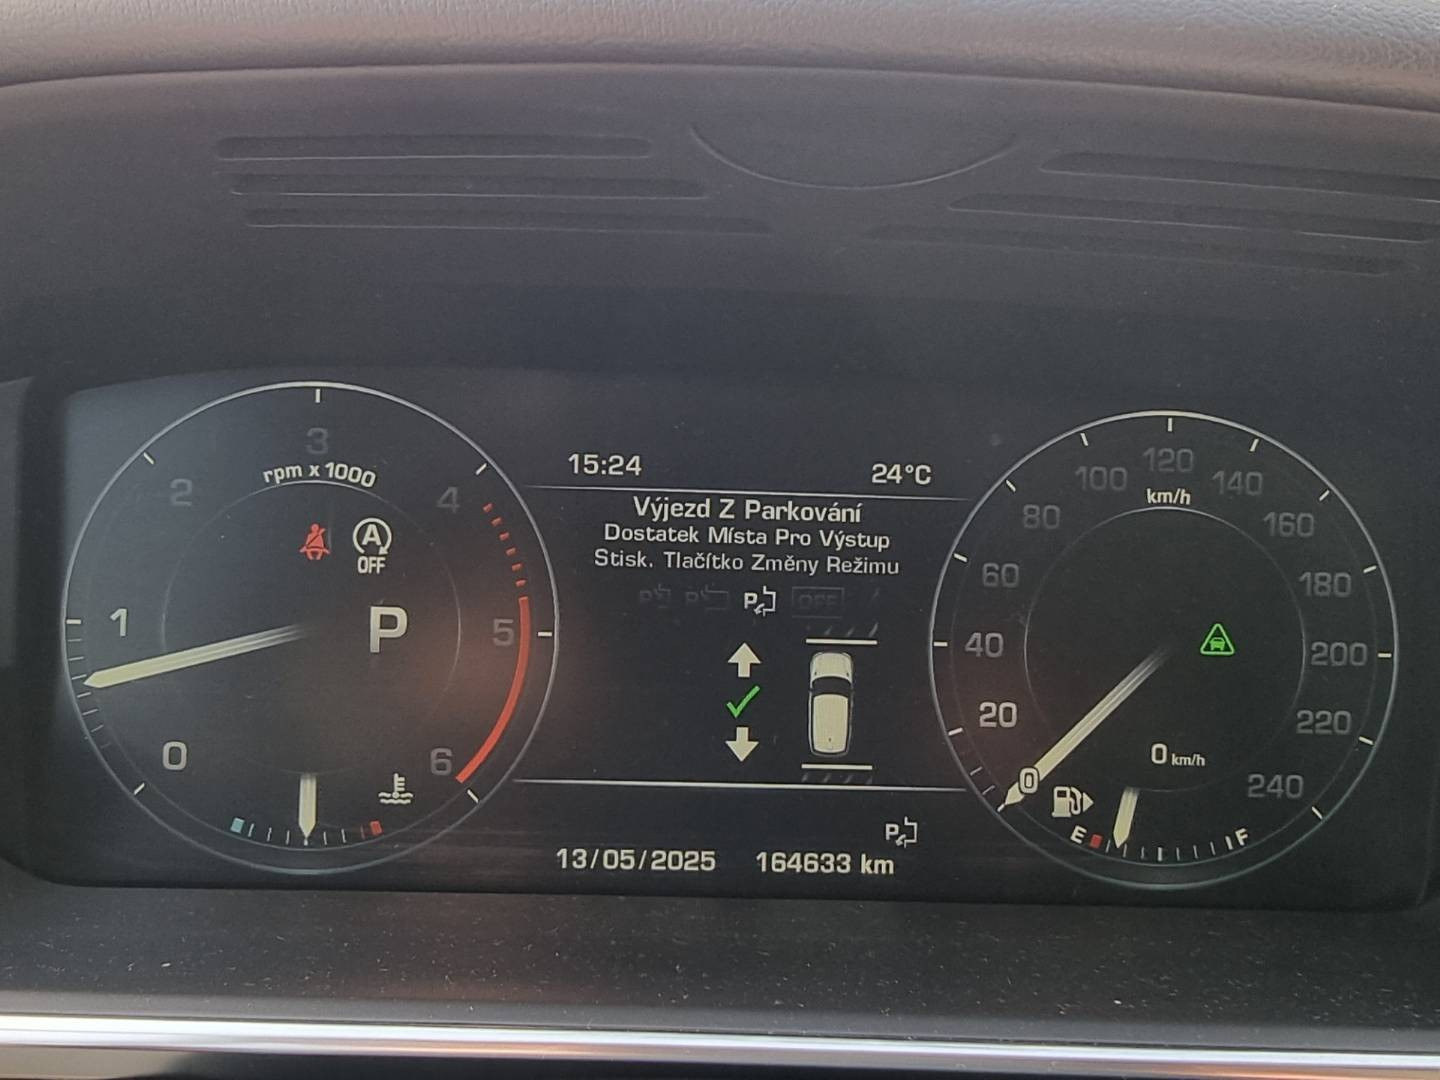 15:24
24°C
Výjezd Z Parkování
Dostatek Místa Pro Výstup
Stisk. Tlačítko Změny Režimu
P
OFF
rpm x 1000
0
1
2
3
4
5
6
A
OFF
P
km/h
0
20
40
60
80
100
120
140
160
180
200
220
240
0 km/h
E
F
P
13/05/2025
164633 km